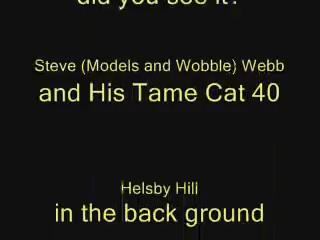 did you see it?
Steve (Models and Wobble) Webb
and His Tame Cat 40
Helsby Hill
in the back ground